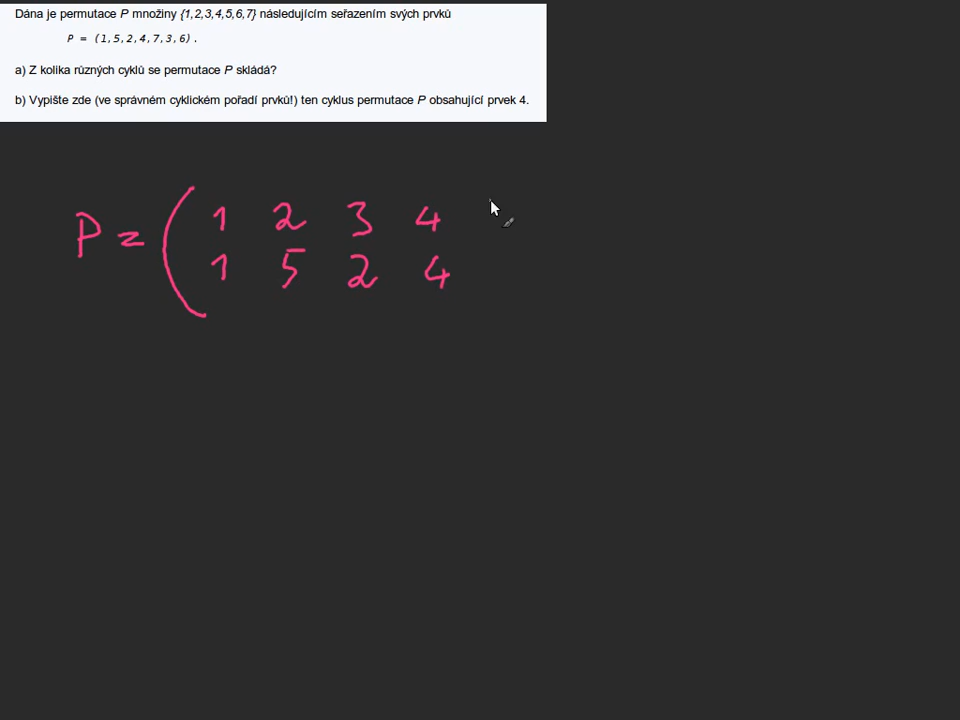 Dána je permutace P množiny {1,2,3,4,5,6,7} následujícím seřazením svých prvků
P = (1,5,2,4,7,3,6).
a) Z kolika různých cyklů se permutace P skládá?
b) Vypište zde (ve správném cyklickém pořadí prvků!) ten cyklus permutace P obsahující prvek 4.
P = ( 1 2 3 4
1 5 2 4